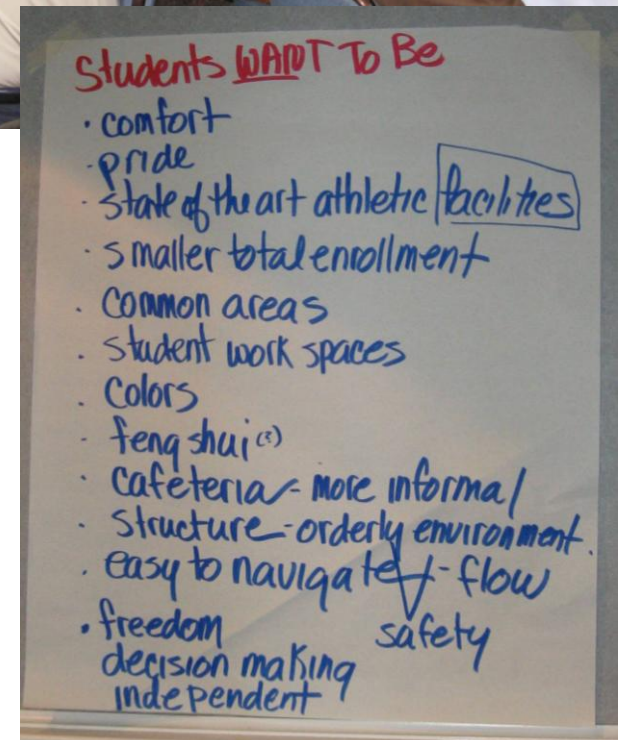 Students WANT To Be
· comfort
· pride
· state of the art athletic facilities
· smaller total enrollment
· common areas
· student work spaces
· colors
· feng shui (?)
· cafeteria - more informal
· structure - orderly environment.
· easy to navigate - flow
safety
· freedom
decision making
independent